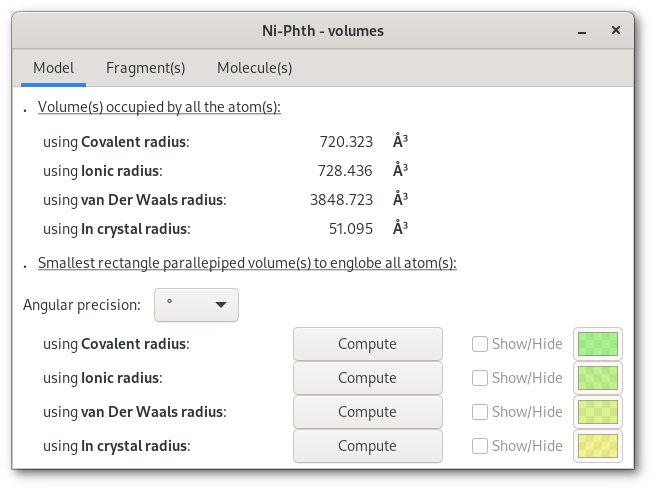 Ni-Phth - volumes
Model Fragment(s) Molecule(s)
. Volume(s) occupied by all the atom(s):
using Covalent radius: 720.323 Å³
using Ionic radius: 728.436 Å³
using van Der Waals radius: 3848.723 Å³
using In crystal radius: 51.095 Å³
. Smallest rectangle parallepiped volume(s) to englobe all atom(s):
Angular precision: °
using Covalent radius: Compute Show/Hide
using Ionic radius: Compute Show/Hide
using van Der Waals radius: Compute Show/Hide
using In crystal radius: Compute Show/Hide